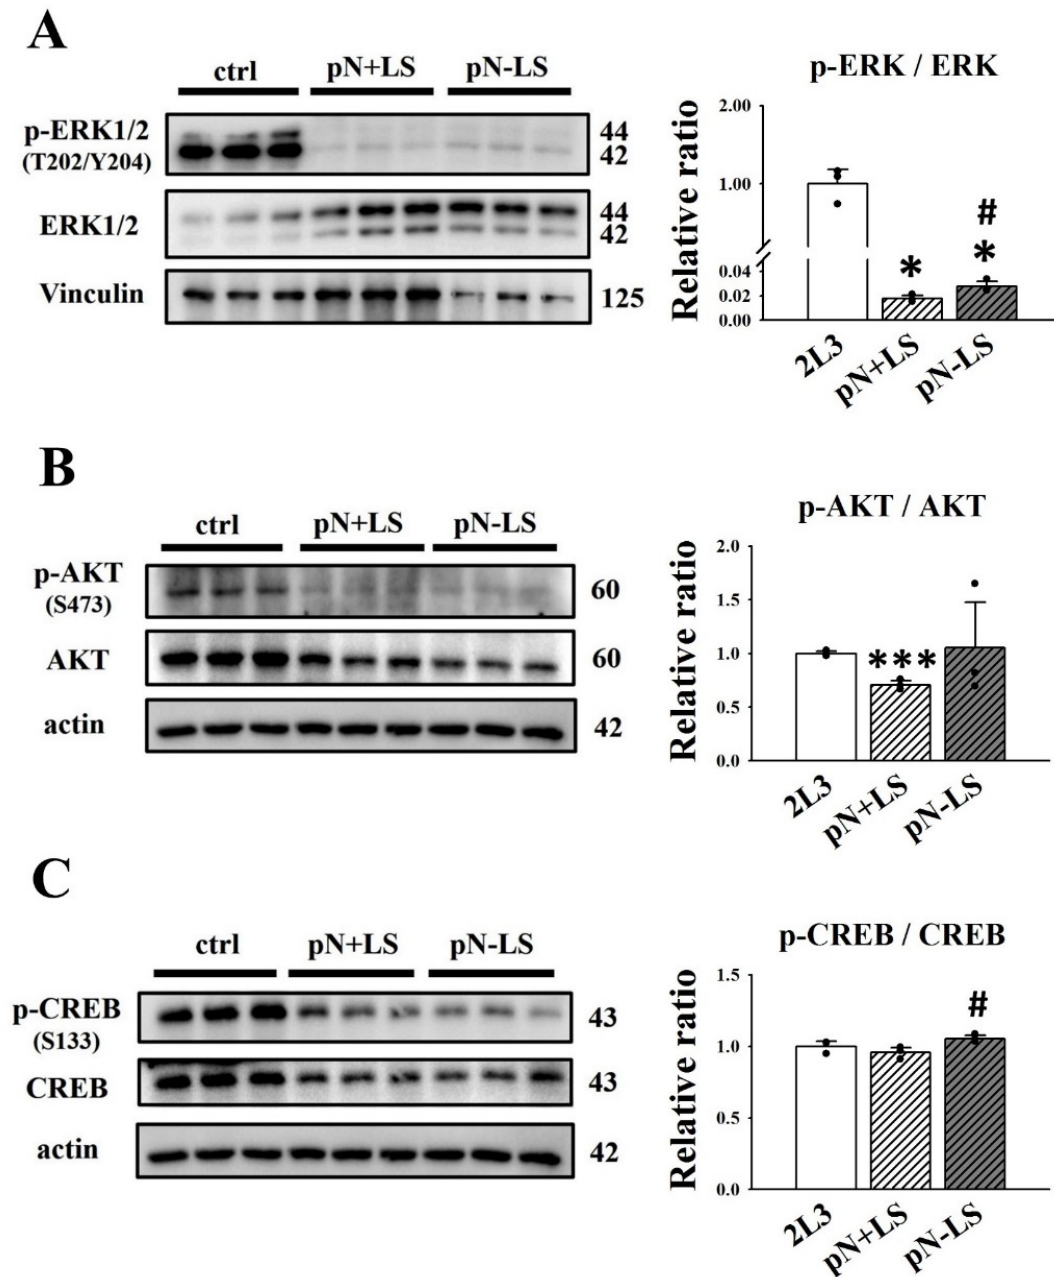 A
ctrl pN+LS pN-LS
p-ERK1/2
(T202/Y204)
44
42
ERK1/2
44
42
Vinculin
125
p-ERK / ERK
Relative ratio
2.00
1.00
0.04
0.02
0.00
*
#
*
2L3
pN+LS
pN-LS
B
ctrl pN+LS pN-LS
p-AKT
(S473)
60
AKT
60
actin
42
p-AKT / AKT
Relative ratio
2.0
1.5
1.0
0.5
0.0
***
2L3
pN+LS
pN-LS
C
ctrl pN+LS pN-LS
p-CREB
(S133)
43
CREB
43
actin
42
p-CREB / CREB
Relative ratio
1.5
1.0
0.5
0.0
#
2L3
pN+LS
pN-LS